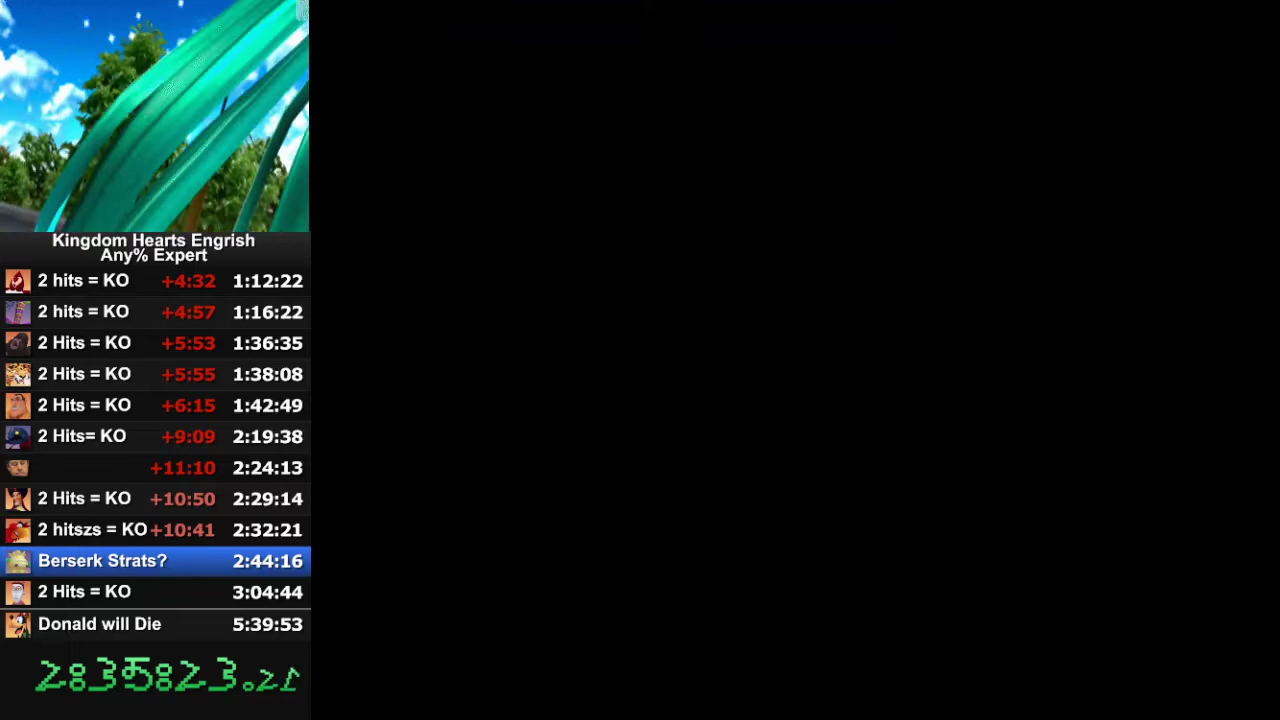 Kingdom Hearts Engrish
Any% Expert
2 hits = KO +4:32 1:12:22
2 hits = KO +4:57 1:16:22
2 Hits = KO +5:53 1:36:35
2 Hits = KO +5:55 1:38:08
2 Hits = KO +6:15 1:42:49
2 Hits= KO +9:09 2:19:38
+11:10 2:24:13
2 Hits = KO +10:50 2:29:14
2 hitszs = KO +10:41 2:32:21
Berserk Strats? 2:44:16
2 Hits = KO 3:04:44
Donald will Die 5:39:53